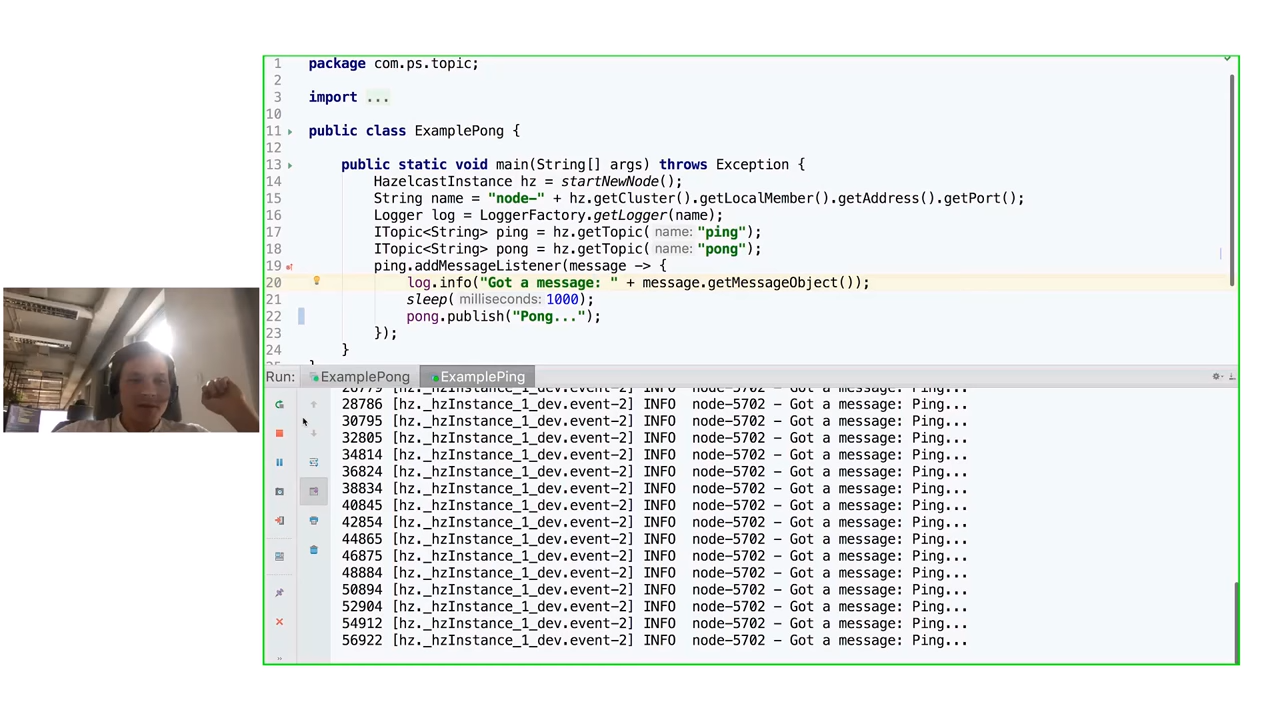 1 package com.ps.topic;
2
3 import ...
10
11 public class ExamplePong {
12
13 public static void main(String[] args) throws Exception {
14 HazelcastInstance hz = startNewNode();
15 String name = "node-" + hz.getCluster().getLocalMember().getAddress().getPort();
16 Logger log = LoggerFactory.getLogger(name);
17 ITopic<String> ping = hz.getTopic( name: "ping");
18 ITopic<String> pong = hz.getTopic( name: "pong");
19 ping.addMessageListener(message -> {
20 log.info("Got a message: " + message.getMessageObject());
21 sleep( milliseconds: 1000);
22 pong.publish("Pong...");
23 });
24 }
Run: ExamplePong ExamplePing
[hz._hzInstance_1_dev.event-2] INFO node-5702 - Got a message: Ping...
28786 [hz._hzInstance_1_dev.event-2] INFO node-5702 - Got a message: Ping...
30795 [hz._hzInstance_1_dev.event-2] INFO node-5702 - Got a message: Ping...
32805 [hz._hzInstance_1_dev.event-2] INFO node-5702 - Got a message: Ping...
34814 [hz._hzInstance_1_dev.event-2] INFO node-5702 - Got a message: Ping...
36824 [hz._hzInstance_1_dev.event-2] INFO node-5702 - Got a message: Ping...
38834 [hz._hzInstance_1_dev.event-2] INFO node-5702 - Got a message: Ping...
40845 [hz._hzInstance_1_dev.event-2] INFO node-5702 - Got a message: Ping...
42854 [hz._hzInstance_1_dev.event-2] INFO node-5702 - Got a message: Ping...
44865 [hz._hzInstance_1_dev.event-2] INFO node-5702 - Got a message: Ping...
46875 [hz._hzInstance_1_dev.event-2] INFO node-5702 - Got a message: Ping...
48884 [hz._hzInstance_1_dev.event-2] INFO node-5702 - Got a message: Ping...
50894 [hz._hzInstance_1_dev.event-2] INFO node-5702 - Got a message: Ping...
52904 [hz._hzInstance_1_dev.event-2] INFO node-5702 - Got a message: Ping...
54912 [hz._hzInstance_1_dev.event-2] INFO node-5702 - Got a message: Ping...
56922 [hz._hzInstance_1_dev.event-2] INFO node-5702 - Got a message: Ping...